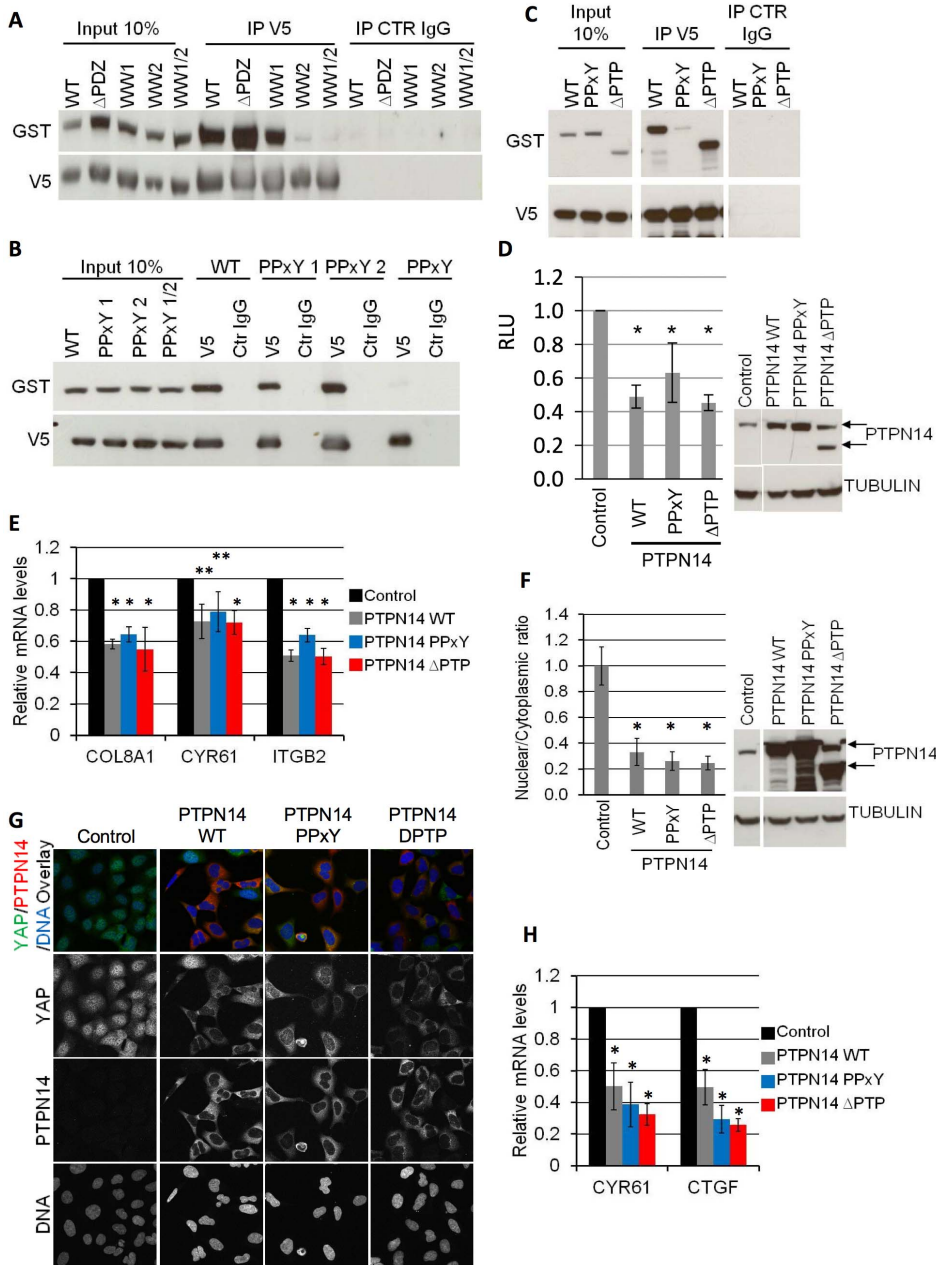 A
Input 10% IP V5 IP CTR IgG
WT ΔPDZ WW1 WW2 WW1/2 WT ΔPDZ WW1 WW2 WW1/2 WT ΔPDZ WW1 WW2 WW1/2
GST
V5
C
Input 10% IP V5 IP CTR IgG
WT PPxY ΔPTP WT PPxY ΔPTP WT PPxY ΔPTP
GST
V5
B
Input 10% WT PPxY 1 PPxY 2 PPxY
WT PPxY 1 PPxY 2 PPxY 1/2 V5 Ctr IgG V5 Ctr IgG V5 Ctr IgG V5 Ctr IgG
GST
V5
D
RLU
1.0
0.8
0.6
0.4
0.2
0.0
* * *
Control WT PPxY ΔPTP
PTPN14
Control PTPN14 WT PTPN14 PPxY PTPN14 ΔPTP
PTPN14
TUBULIN
E
Relative mRNA levels
1.2
1
0.8
0.6
0.4
0.2
0
* * * ** ** * * * *
COL8A1 CYR61 ITGB2
Control
PTPN14 WT
PTPN14 PPxY
PTPN14 ΔPTP
F
Nuclear/Cytoplasmic ratio
1.4
1.2
1.0
0.8
0.6
0.4
0.2
0.0
* * *
Control WT PPxY ΔPTP
PTPN14
Control PTPN14 WT PTPN14 PPxY PTPN14 ΔPTP
PTPN14
TUBULIN
G
Control PTPN14 WT PTPN14 PPxY PTPN14 DPTP
YAP/PTPN14
/DNA Overlay
YAP
PTPN14
DNA
H
Relative mRNA levels
1.2
1
0.8
0.6
0.4
0.2
0
* * * * * *
CYR61 CTGF
Control
PTPN14 WT
PTPN14 PPxY
PTPN14 ΔPTP